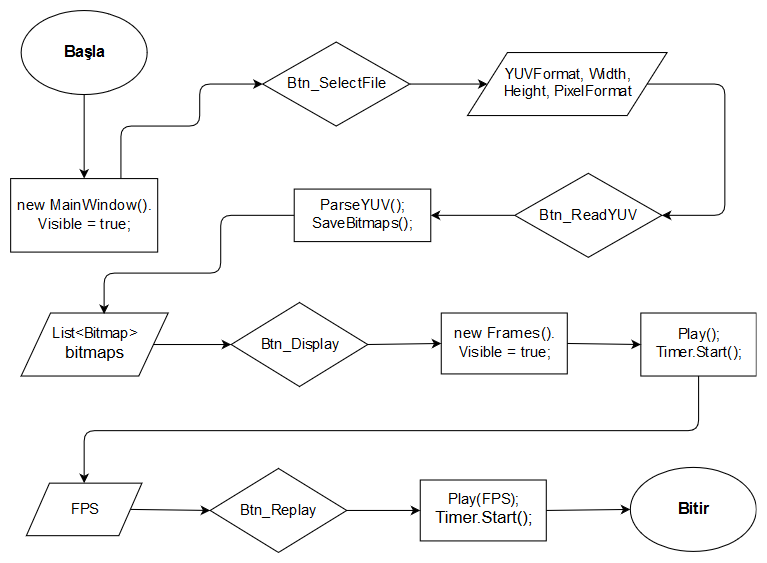 Başla
new MainWindow().
Visible = true;
Btn_SelectFile
YUVFormat, Width,
Height, PixelFormat
Btn_ReadYUV
ParseYUV();
SaveBitmaps();
List<Bitmap>
bitmaps
Btn_Display
new Frames().
Visible = true;
Play();
Timer.Start();
FPS
Btn_Replay
Play(FPS);
Timer.Start();
Bitir